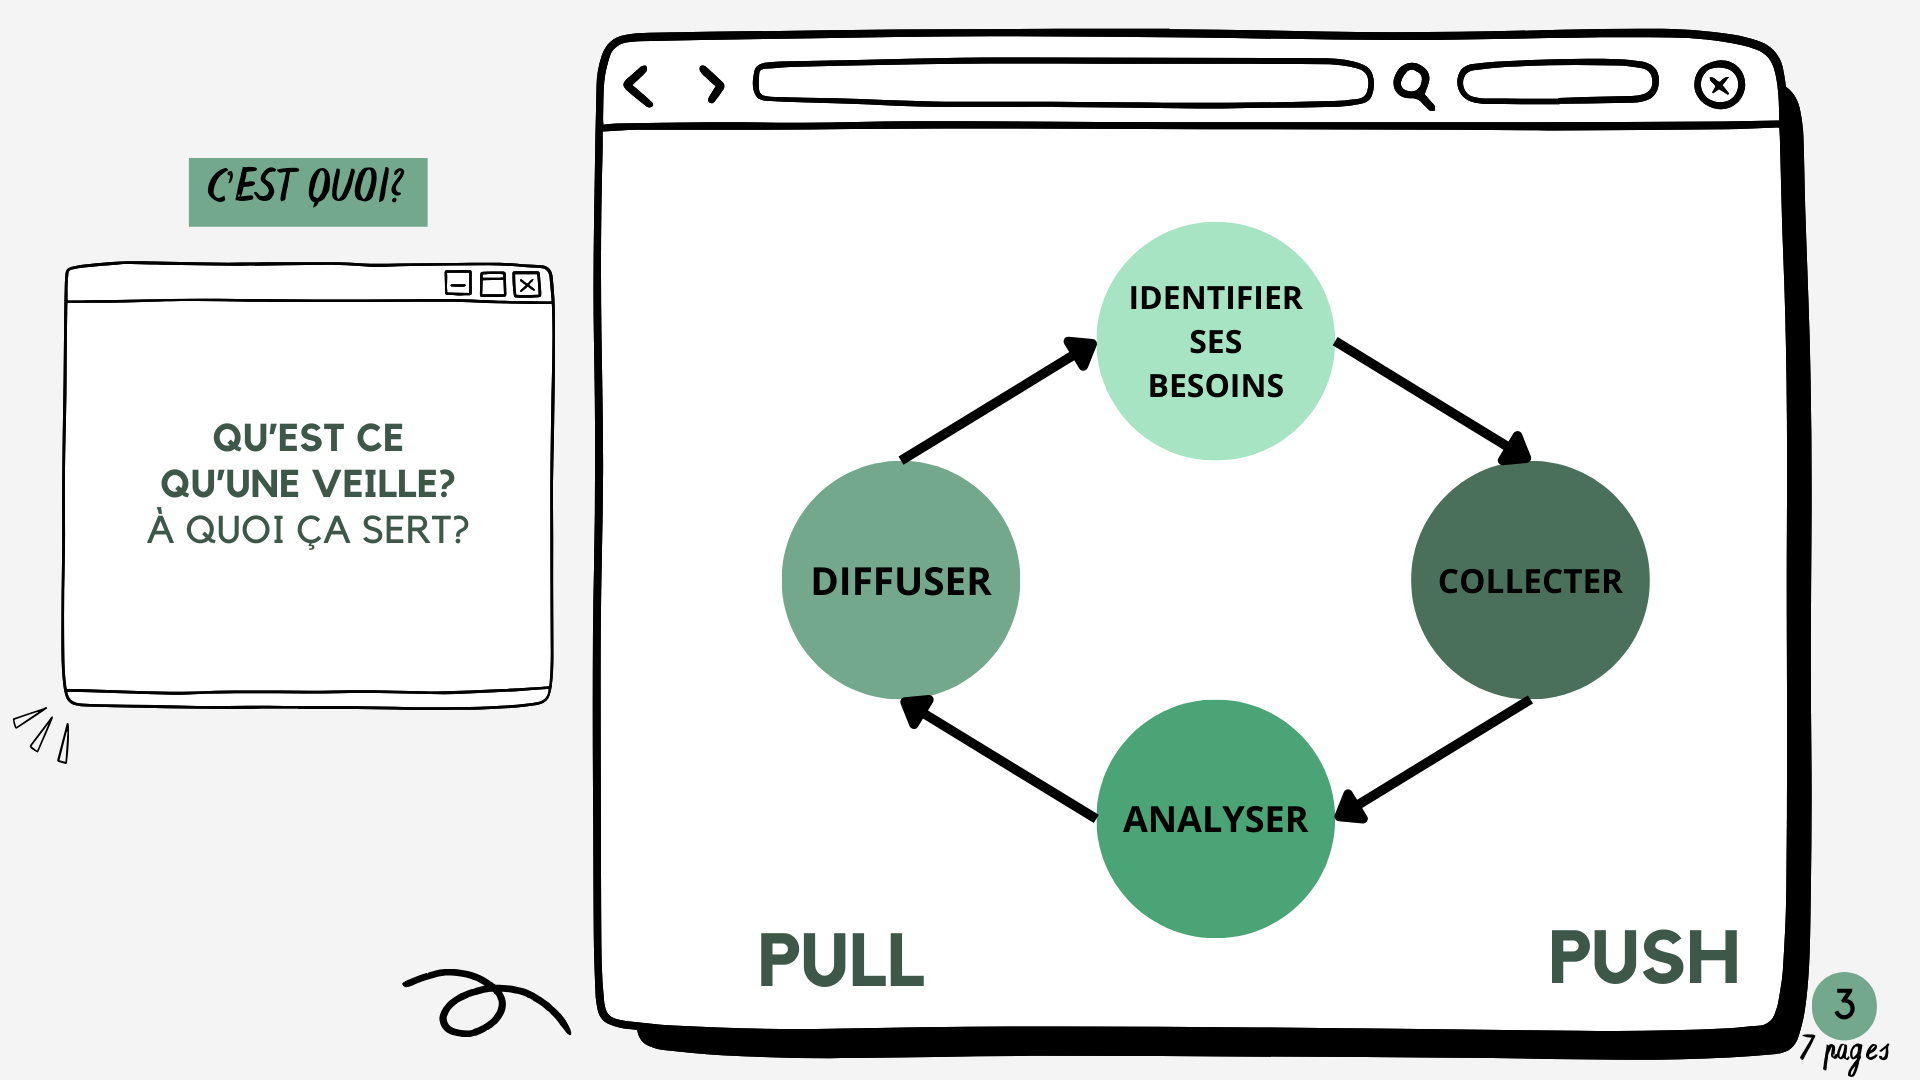 C'EST QUOI?
QU'EST CE
QU'UNE VEILLE?
À QUOI ÇA SERT?
IDENTIFIER
SES
BESOINS
DIFFUSER
COLLECTER
ANALYSER
PULL
PUSH
3
7 pages